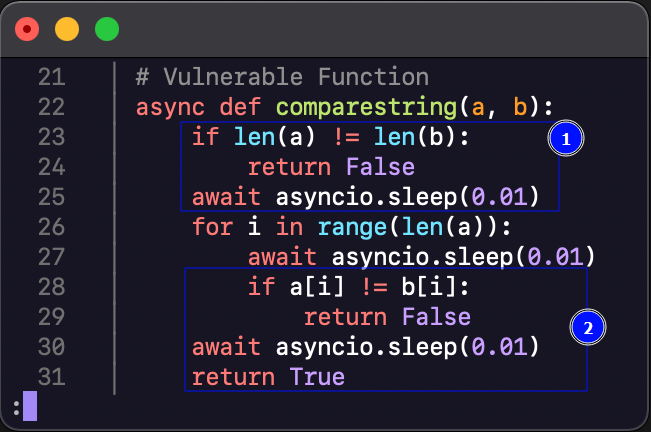 21 # Vulnerable Function
22 async def comparestring(a, b):
23 if len(a) != len(b):
1
24 return False
25 await asyncio.sleep(0.01)
26 for i in range(len(a)):
27 await asyncio.sleep(0.01)
28 if a[i] != b[i]:
29 return False
2
30 await asyncio.sleep(0.01)
31 return True
: